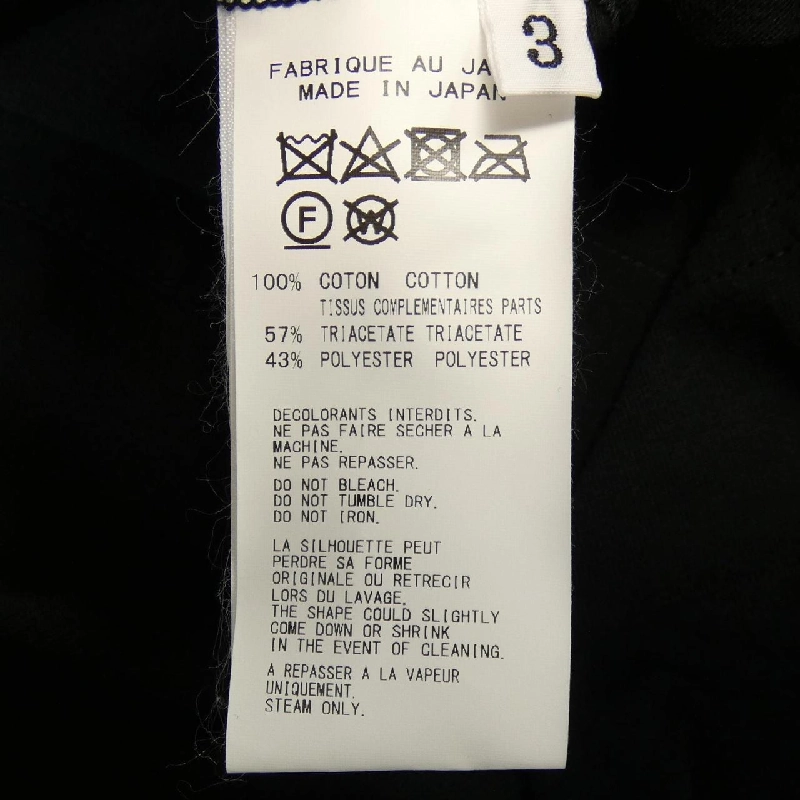 3
FABRIQUE AU JA
MADE IN JAPAN
F
W
100% COTON COTTON
TISSUS COMPLEMENTAIRES PARTS
57% TRIACETATE TRIACETATE
43% POLYESTER POLYESTER
DECOLORANTS INTERDITS.
NE PAS FAIRE SECHER A LA
MACHINE.
NE PAS REPASSER.
DO NOT BLEACH.
DO NOT TUMBLE DRY.
DO NOT IRON.
LA SILHOUETTE PEUT
PERDRE SA FORME
ORIGINALE OU RETRECIR
LORS DU LAVAGE.
THE SHAPE COULD SLIGHTLY
COME DOWN OR SHRINK
IN THE EVENT OF CLEANING.
A REPASSER A LA VAPEUR
UNIQUEMENT.
STEAM ONLY.